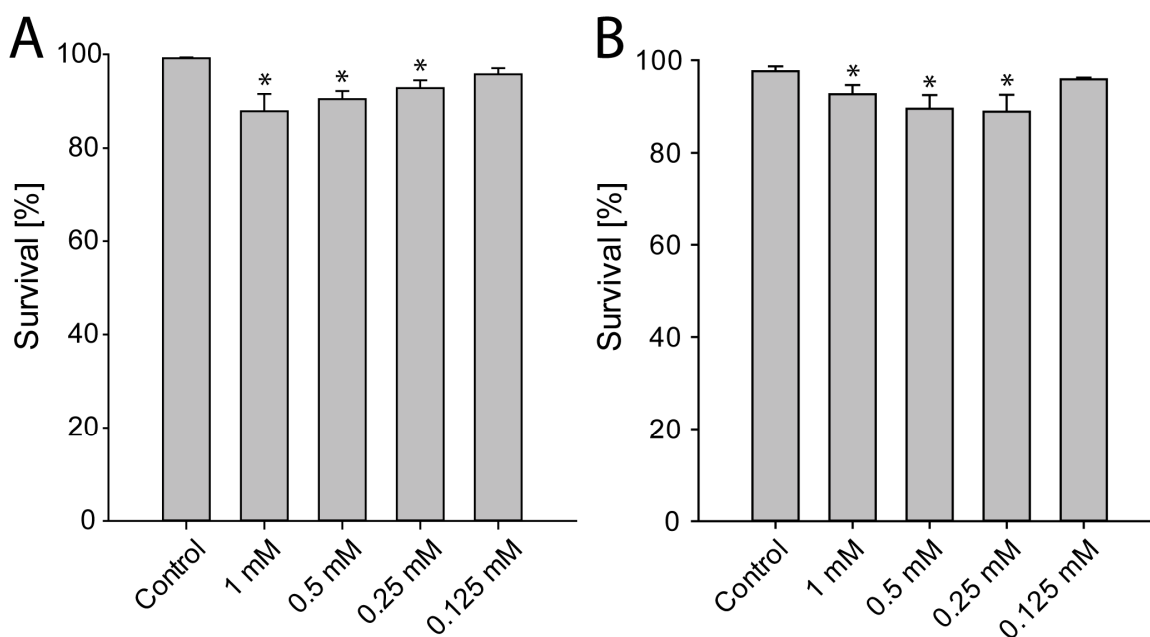 A
Survival [%]
100
80
60
40
20
0
*
*
*
Control
1 mM
0.5 mM
0.25 mM
0.125 mM
B
Survival [%]
100
80
60
40
20
0
*
*
*
Control
1 mM
0.5 mM
0.25 mM
0.125 mM